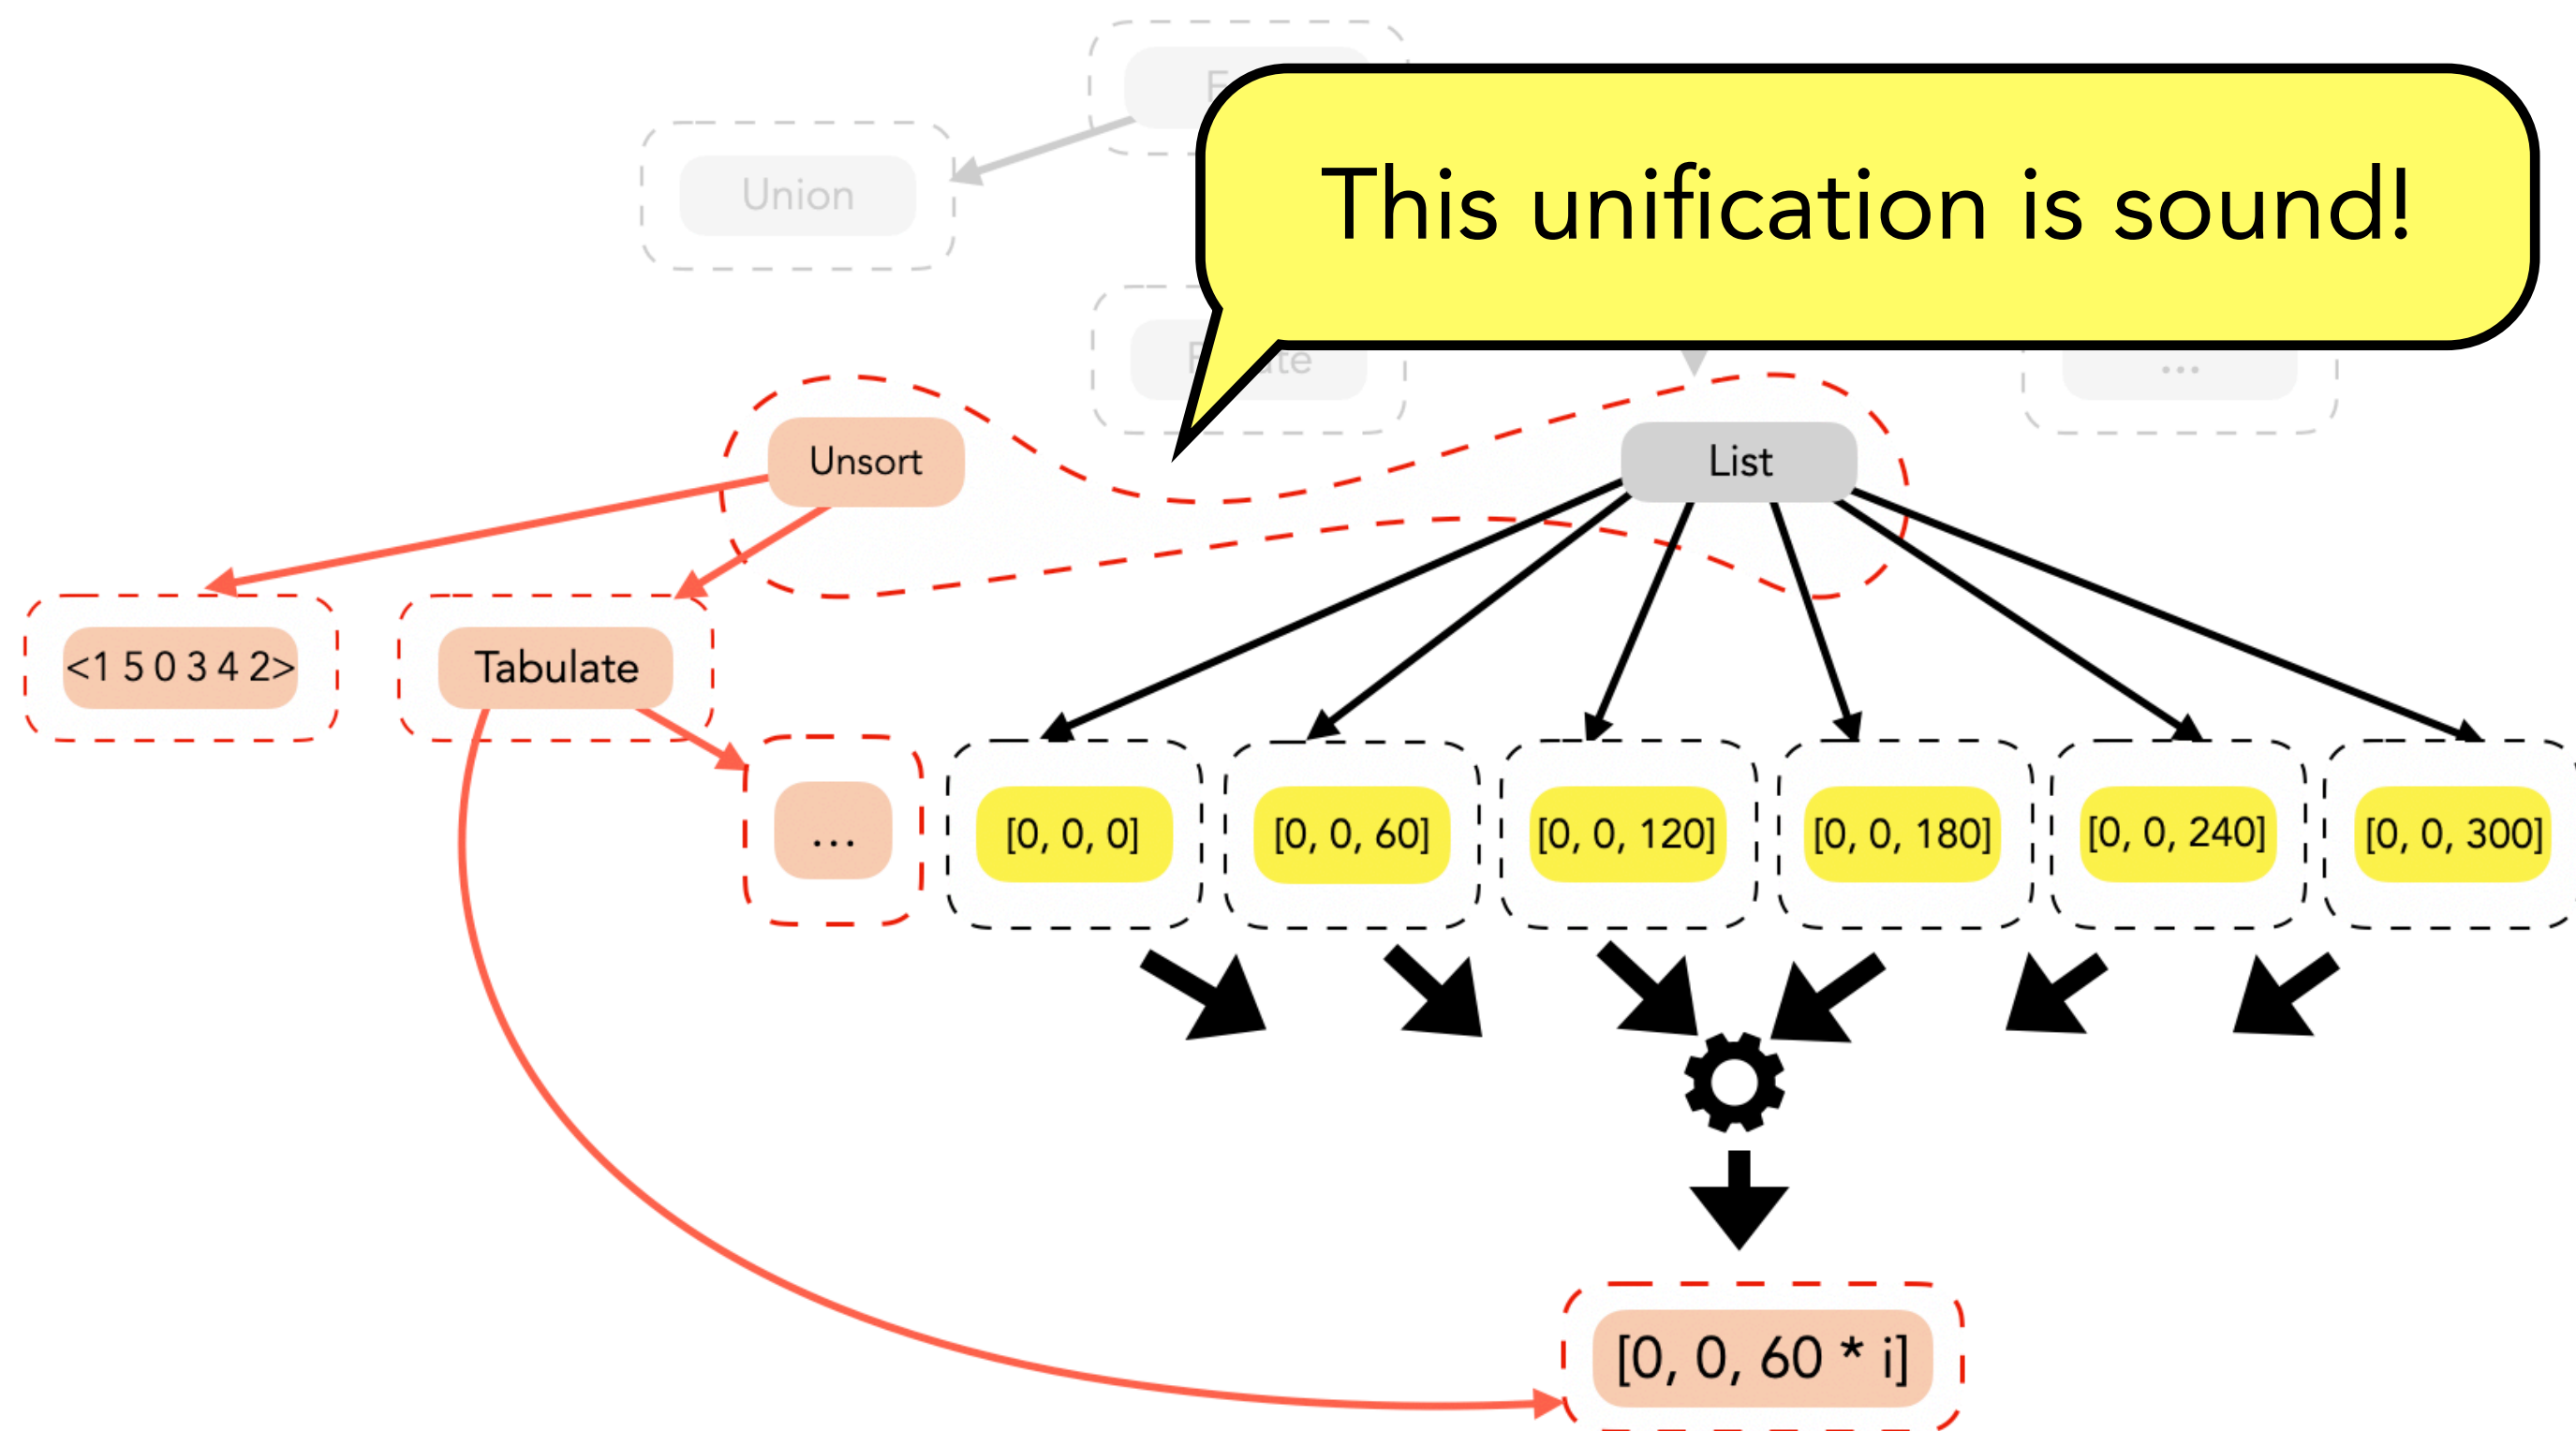 This unification is sound!
Union
...
Unsort
List
<1 5 0 3 4 2>
Tabulate
...
[0, 0, 0]
[0, 0, 60]
[0, 0, 120]
[0, 0, 180]
[0, 0, 240]
[0, 0, 300]
[0, 0, 60 * i]